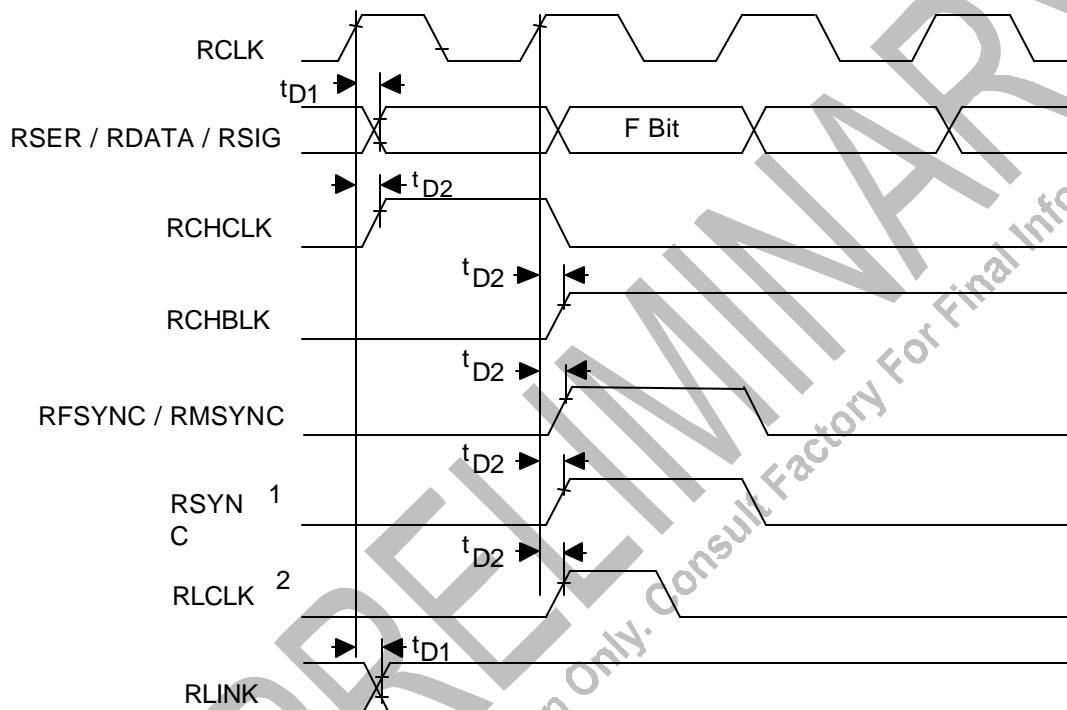 RCLK
tD1
RSER / RDATA / RSIG
F Bit
tD2
RCHCLK
tD2
RCHBLK
tD2
RFSYNC / RMSYNC
tD2
RSYN 1
C
tD2
RLCLK 2
tD1
RLINK
PRELIMINARY
n Only. Consult Factory For Final Info